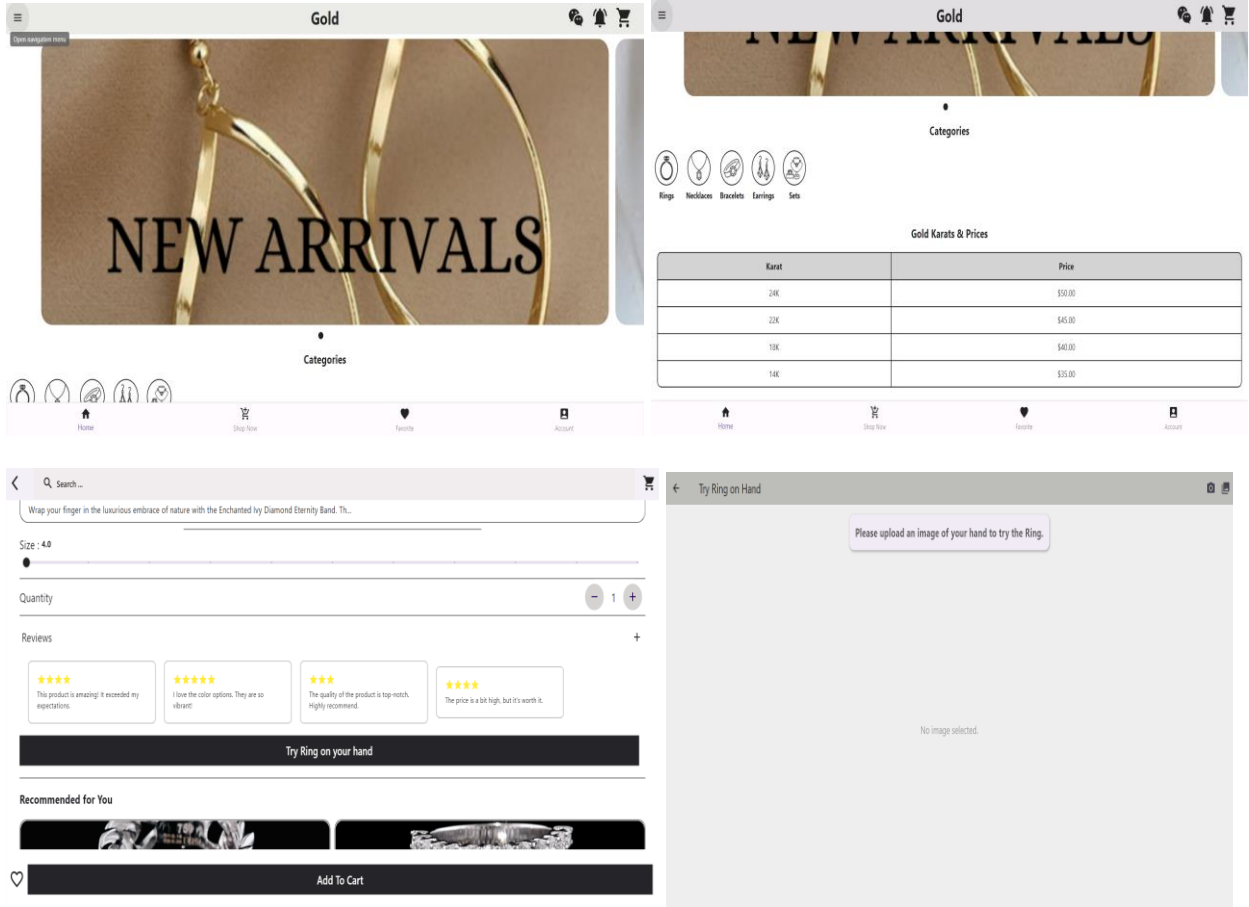 Gold
Open navigation menu
NEW ARRIVALS
Categories
Home
Shop Now
Favorite
Account
Gold
NEW ARRIVALS
Categories
Rings
Necklaces
Bracelets
Earrings
Sets
Gold Karats & Prices
Karat Price
24K $50.00
22K $45.00
18K $40.00
14K $35.00
Home
Shop Now
Favorite
Account
Search ...
Wrap your finger in the luxurious embrace of nature with the Enchanted Ivy Diamond Eternity Band. Th...
Size : 4.0
Quantity
1
Reviews
This product is amazing! It exceeded my
expectations.
I love the color options. They are so
vibrant!
The quality of the product is top-notch.
Highly recommend.
The price is a bit high, but it's worth it.
Try Ring on your hand
Recommended for You
Add To Cart
Try Ring on Hand
Please upload an image of your hand to try the Ring.
No image selected.